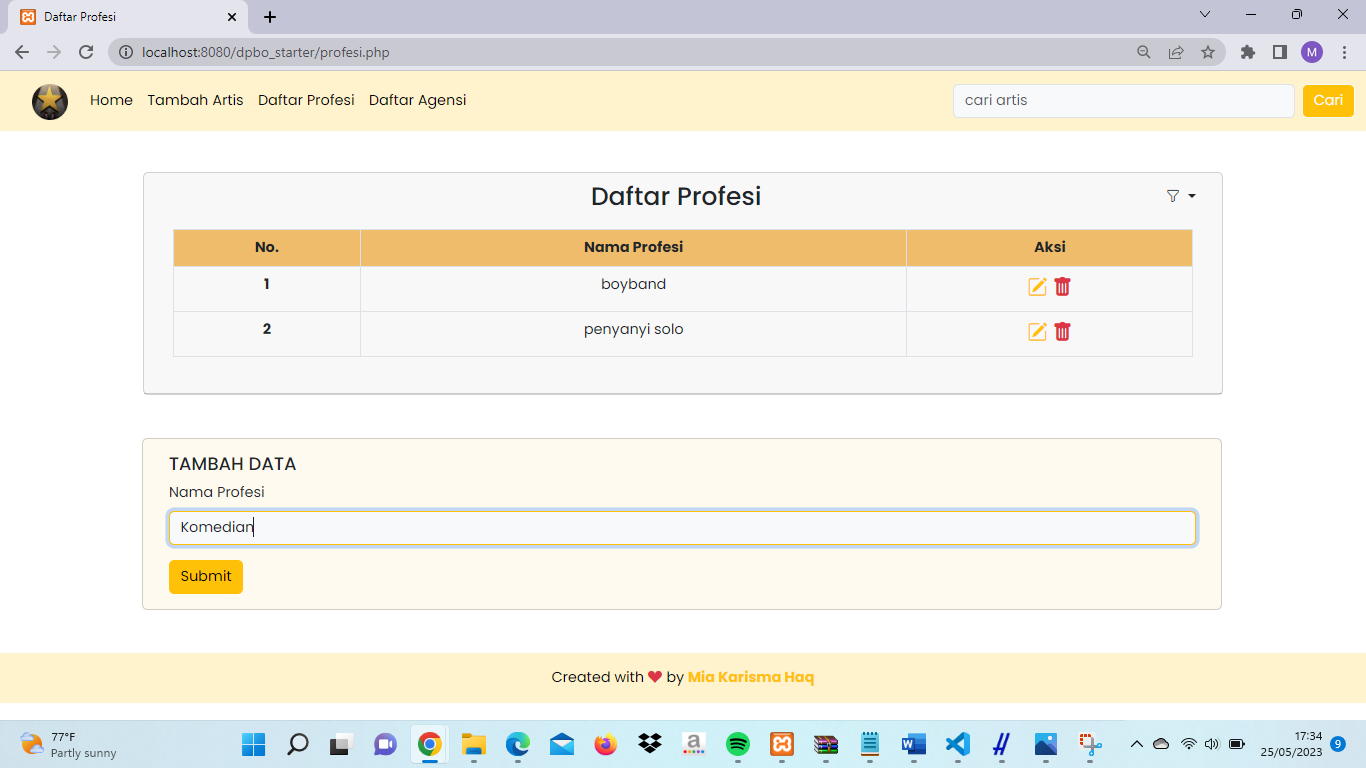 Daftar Profesi
localhost:8080/dpbo_starter/profesi.php
M
Home Tambah Artis Daftar Profesi Daftar Agensi cari artis Cari
Daftar Profesi
No. Nama Profesi Aksi
1 boyband
2 penyanyi solo
TAMBAH DATA
Nama Profesi
Komedian
Submit
Created with ❤ by Mia Karisma Haq
77°F
Partly sunny
17:34
25/05/2023
9